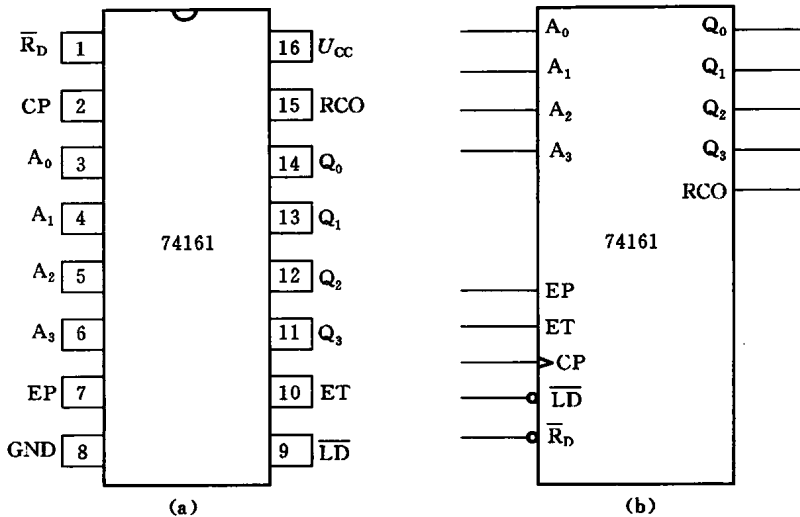 R̅D 1 16 UCC
CP 2 15 RCO
A0 3 14 Q0
A1 4 13 Q1
74161
A2 5 12 Q2
A3 6 11 Q3
EP 7 10 ET
GND 8 9 L̅D̅
(a)
A0 Q0
A1 Q1
A2 Q2
A3 Q3
RCO
74161
EP
ET
CP
L̅D̅
R̅D
(b)